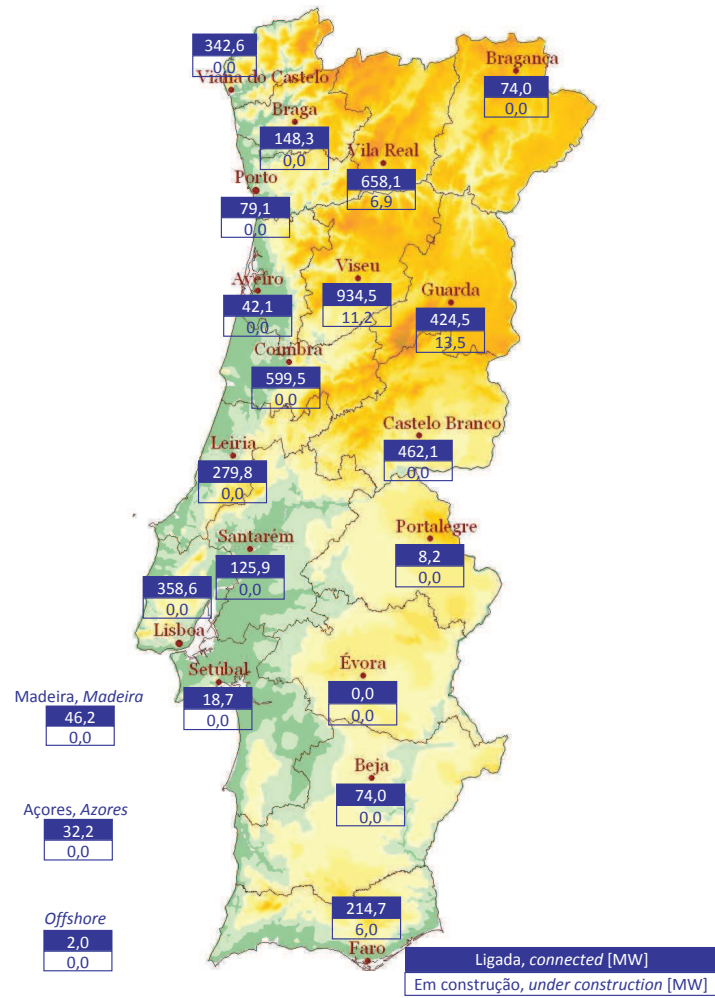 342,6
0,0
Viana do Castelo
Bragança
74,0
0,0
Braga
148,3
0,0
Vila Real
658,1
6,9
Porto
79,1
0,0
Aveiro
42,1
0,0
Viseu
934,5
11,2
Guarda
424,5
13,5
Coimbra
599,5
0,0
Castelo Branco
462,1
0,0
Leiria
279,8
0,0
Santarém
125,9
0,0
Portalegre
8,2
0,0
358,6
0,0
Lisboa
Setúbal
18,7
0,0
Évora
0,0
0,0
Madeira, Madeira
46,2
0,0
Beja
74,0
0,0
Açores, Azores
32,2
0,0
Offshore
2,0
0,0
214,7
6,0
Faro
Ligada, connected [MW]
Em construção, under construction [MW]